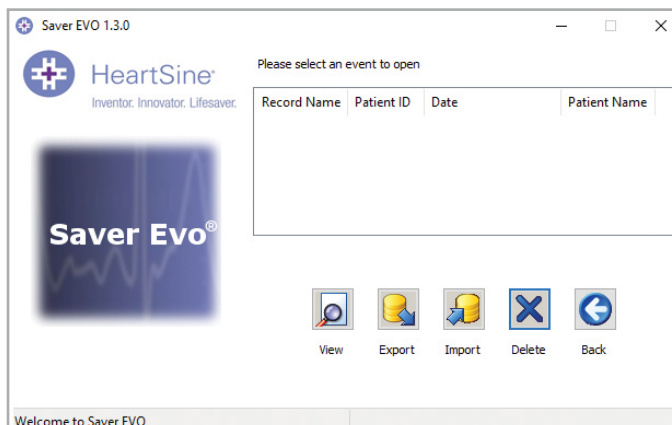 Saver EVO 1.3.0
HeartSine®
Inventor. Innovator. Lifesaver.
Please select an event to open
Record Name Patient ID Date Patient Name
Saver Evo®
View Export Import Delete Back
Welcome to Saver EVO